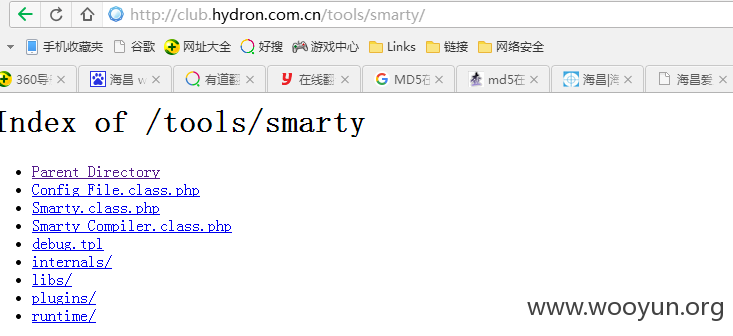 http://club.hydron.com.cn/tools/smarty/
手机收藏夹 谷歌 网址大全 好搜 游戏中心 Links 链接 网络安全
360导 海昌 w 有道翻 在线翻 MD5在 md5在 海昌|海 海昌爱
Index of /tools/smarty
Parent Directory
Config_File.class.php
Smarty.class.php
Smarty_Compiler.class.php
debug.tpl
internals/
libs/
plugins/
runtime/
www.wooyun.org